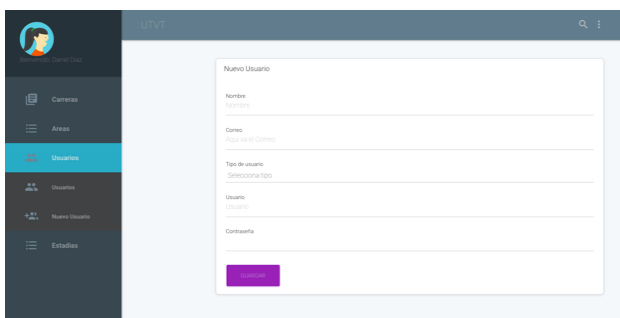 UTVT
Bienvenido: Daniel Diaz
Carreras
Areas
Usuarios
Usuarios
Nuevo Usuario
Estadias
Nuevo Usuario
Nombre
Nombre
Correo
Aqui va el Correo
Tipo de usuario
Selecciona tipo
Usuario
Usuario
Contraseña
GUARDAR